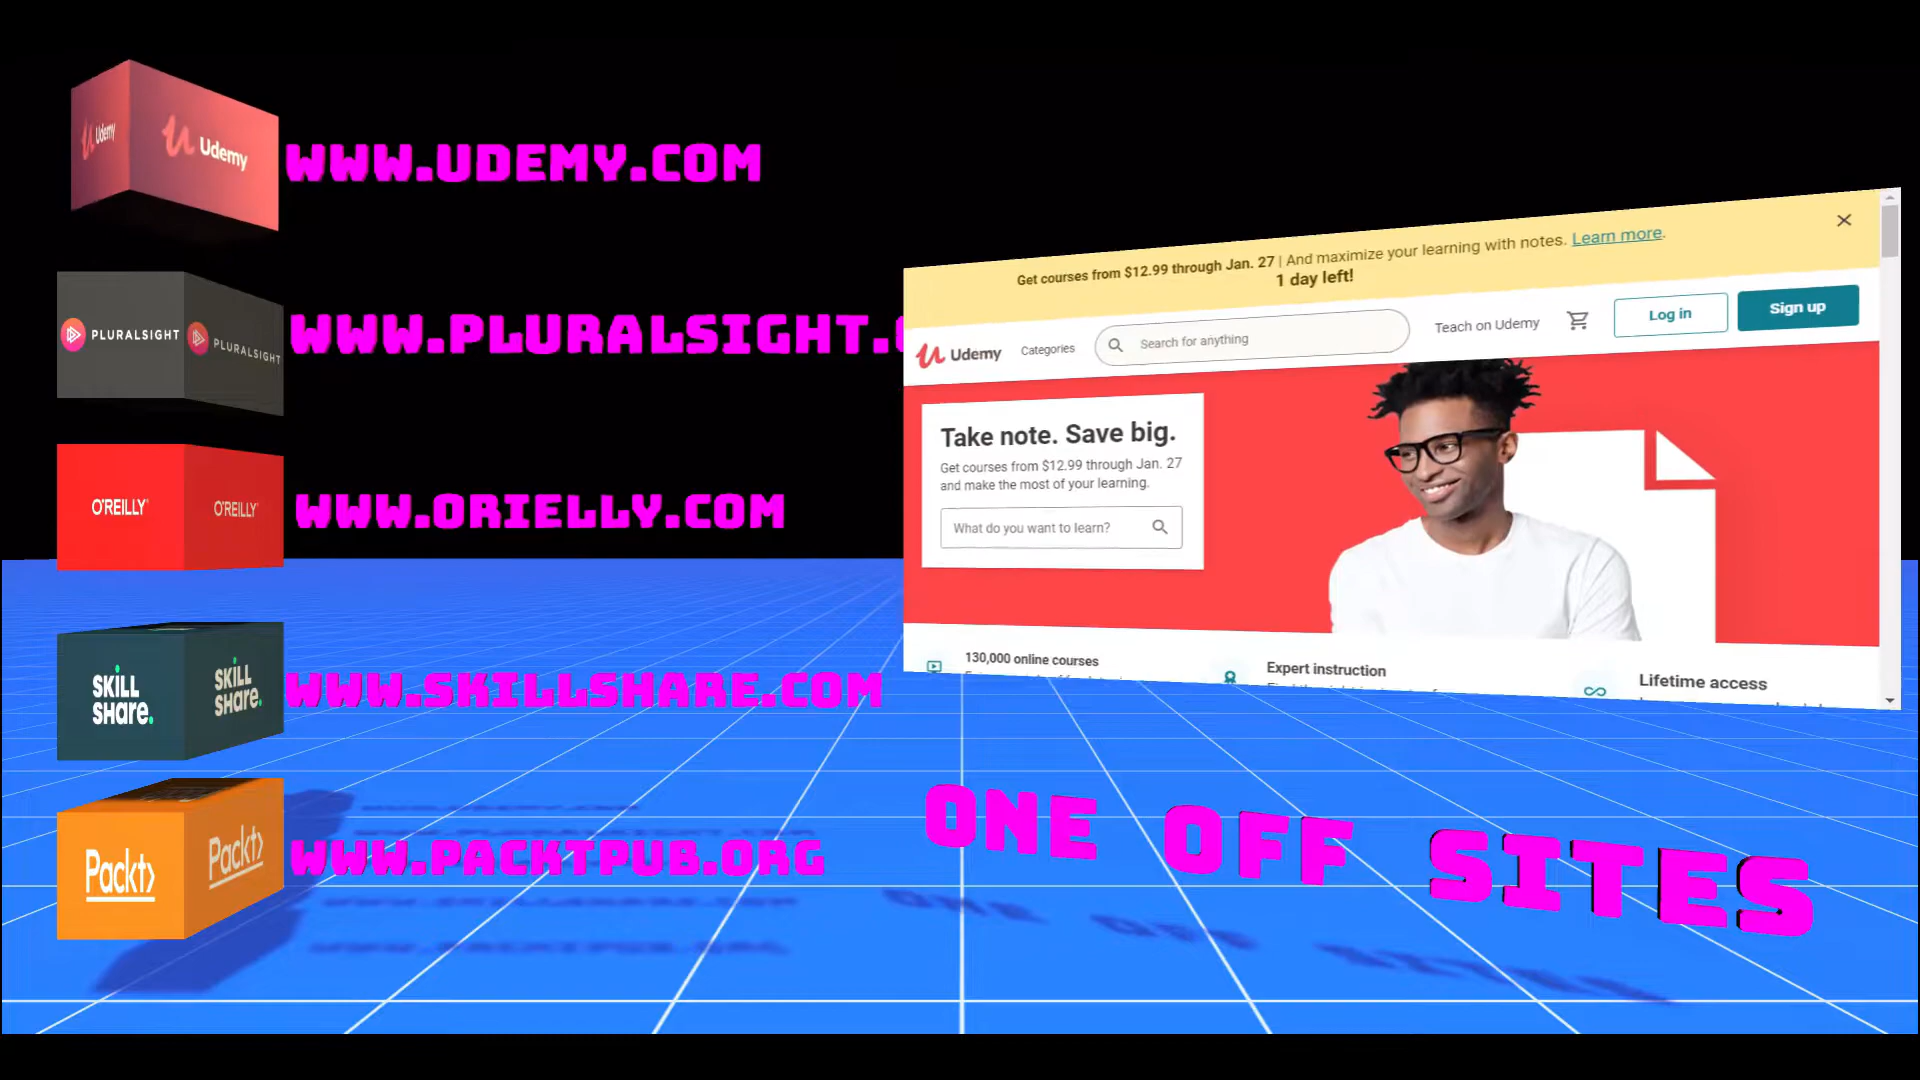 Udemy
Udemy
WWW.UDEMY.COM
PLURALSIGHT
PLURALSIGHT
WWW.PLURALSIGHT.
O'REILLY
O'REILLY
WWW.ORIELLY.COM
SKILL
SHARE.
SKILL
SHARE.
WWW.SKILLSHARE.COM
Packt>
Packt>
WWW.PACKTPUB.ORG
Get courses from $12.99 through Jan. 27 | And maximize your learning with notes. Learn more.
1 day left!
Udemy
Categories
Search for anything
Teach on Udemy
Log in
Sign up
Take note. Save big.
Get courses from $12.99 through Jan. 27
and make the most of your learning.
What do you want to learn?
130,000 online courses
Expert instruction
Lifetime access
ONE OFF SITES